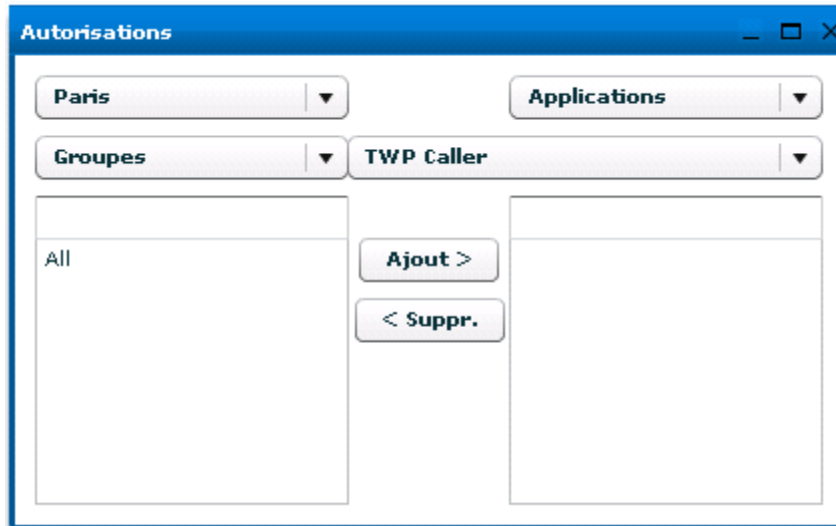 Autorisations
Paris
Applications
Groupes
TWP Caller
All
Ajout >
< Suppr.